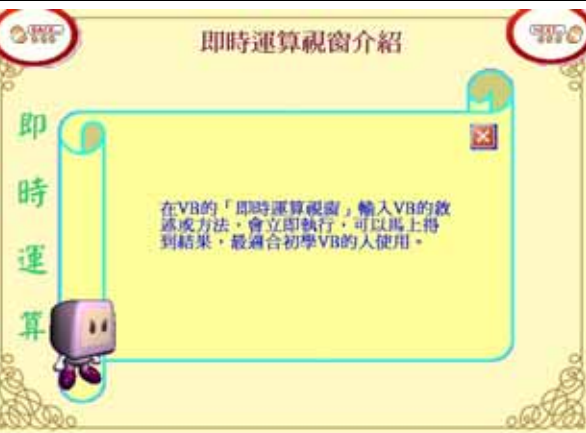 即時運算視窗介紹
即時運算
在VB的「即時運算視窗」輸入VB的敘
述或方法，會立即執行，可以馬上得
到結果，最適合初學VB的人使用。